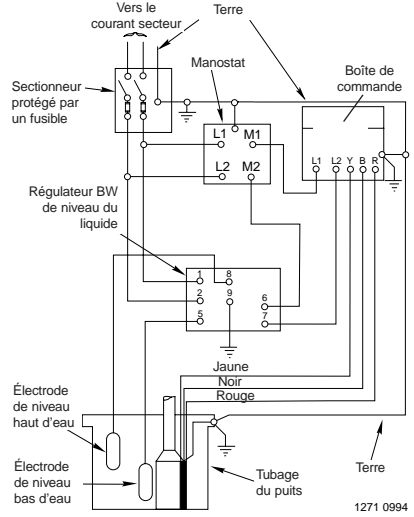 Vers le
courant secteur
Terre
Sectionneur
protégé par
un fusible
Manostat
Boîte de
commande
L1 M1
L2 M2
L1 L2 Y B R
Régulateur BW
de niveau du
liquide
1 8
2 9
6
5 7
Jaune
Noir
Rouge
Électrode
de niveau
haut d'eau
Électrode
de niveau
bas d'eau
Tubage
du puits
Terre
1271 0994